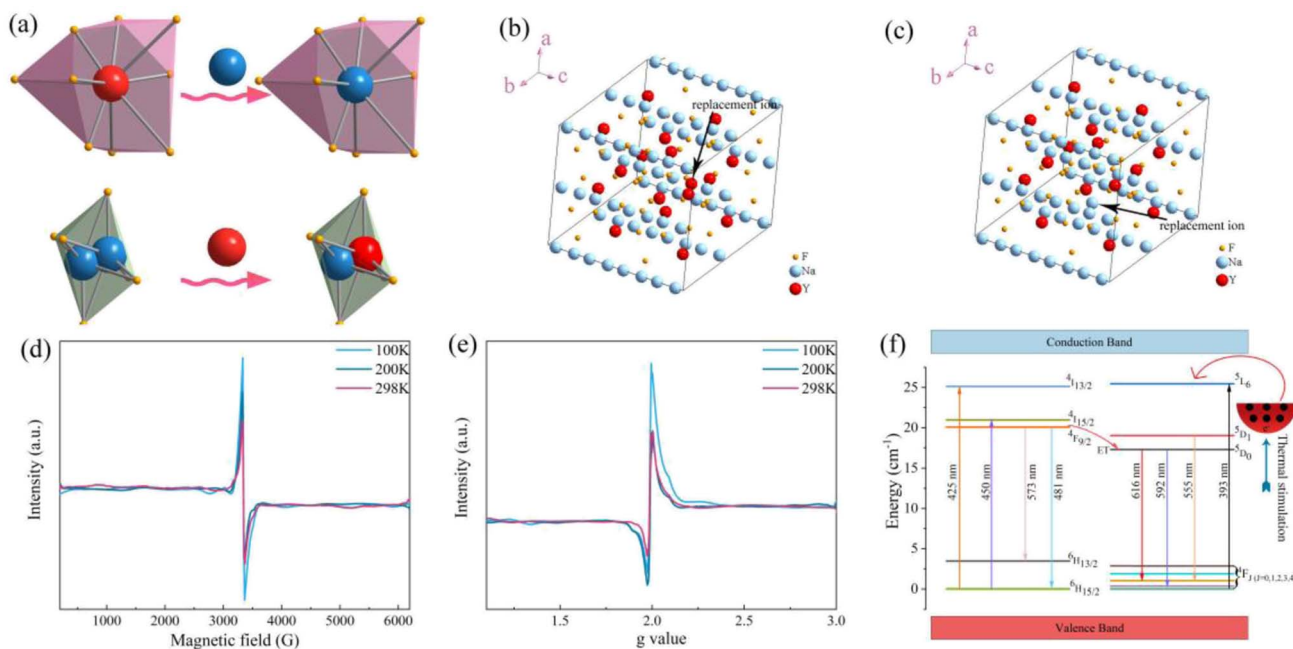 (a)
(b)
a
b
c
replacement ion
F
Na
Y
(c)
a
b
c
replacement ion
F
Na
Y
(d)
100K
200K
298K
Intensity (a.u.)
1000
2000
3000
4000
5000
6000
Magnetic field (G)
(e)
100K
200K
298K
Intensity (a.u.)
1.5
2.0
2.5
3.0
g value
(f)
Conduction Band
Energy (cm⁻¹)
25
20
15
10
5
0
⁴I₁₃/₂
⁴I₁₅/₂
⁴F₉/₂
⁶H₁₃/₂
⁶H₁₅/₂
425 nm
450 nm
573 nm
481 nm
ET
⁵L₆
⁵D₁
⁵D₀
616 nm
592 nm
555 nm
393 nm
F_J (J=0,1,2,3,4
Thermal stimulation
Valence Band